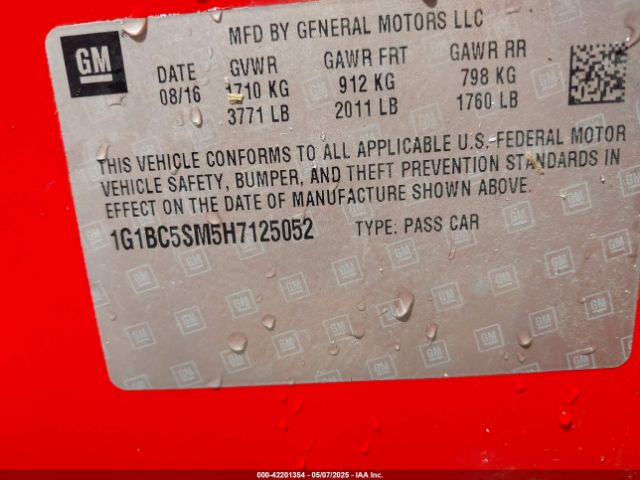 GM
MFD BY GENERAL MOTORS LLC
DATE GVWR GAWR FRT GAWR RR
08/16 1710 KG 912 KG 798 KG
3771 LB 2011 LB 1760 LB
THIS VEHICLE CONFORMS TO ALL APPLICABLE U.S. FEDERAL MOTOR
VEHICLE SAFETY, BUMPER, AND THEFT PREVENTION STANDARDS IN
EFFECT ON THE DATE OF MANUFACTURE SHOWN ABOVE.
1G1BC5SM5H7125052 TYPE: PASS CAR
000-42201354 - 05/07/2025 - IAA Inc.